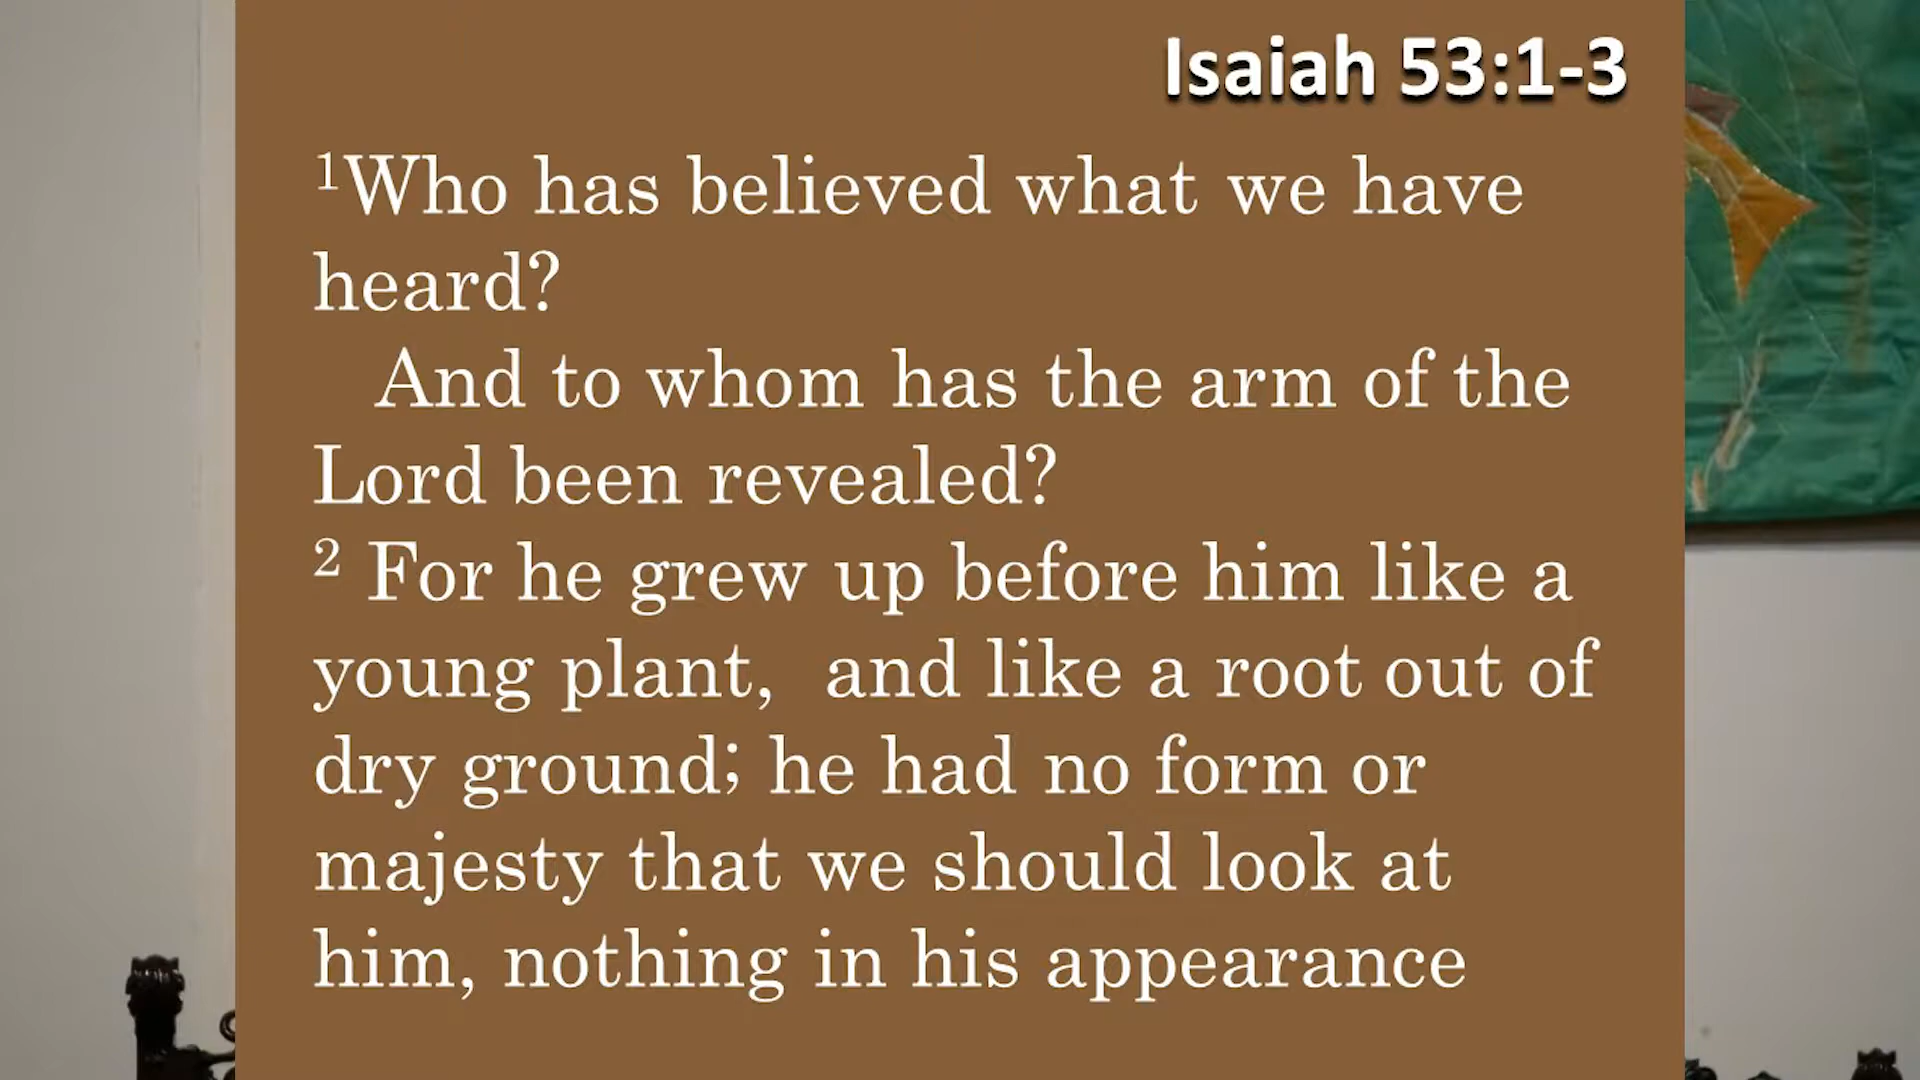 Isaiah 53:1-3
¹Who has believed what we have
heard?
And to whom has the arm of the
Lord been revealed?
² For he grew up before him like a
young plant,  and like a root out of
dry ground; he had no form or
majesty that we should look at
him, nothing in his appearance